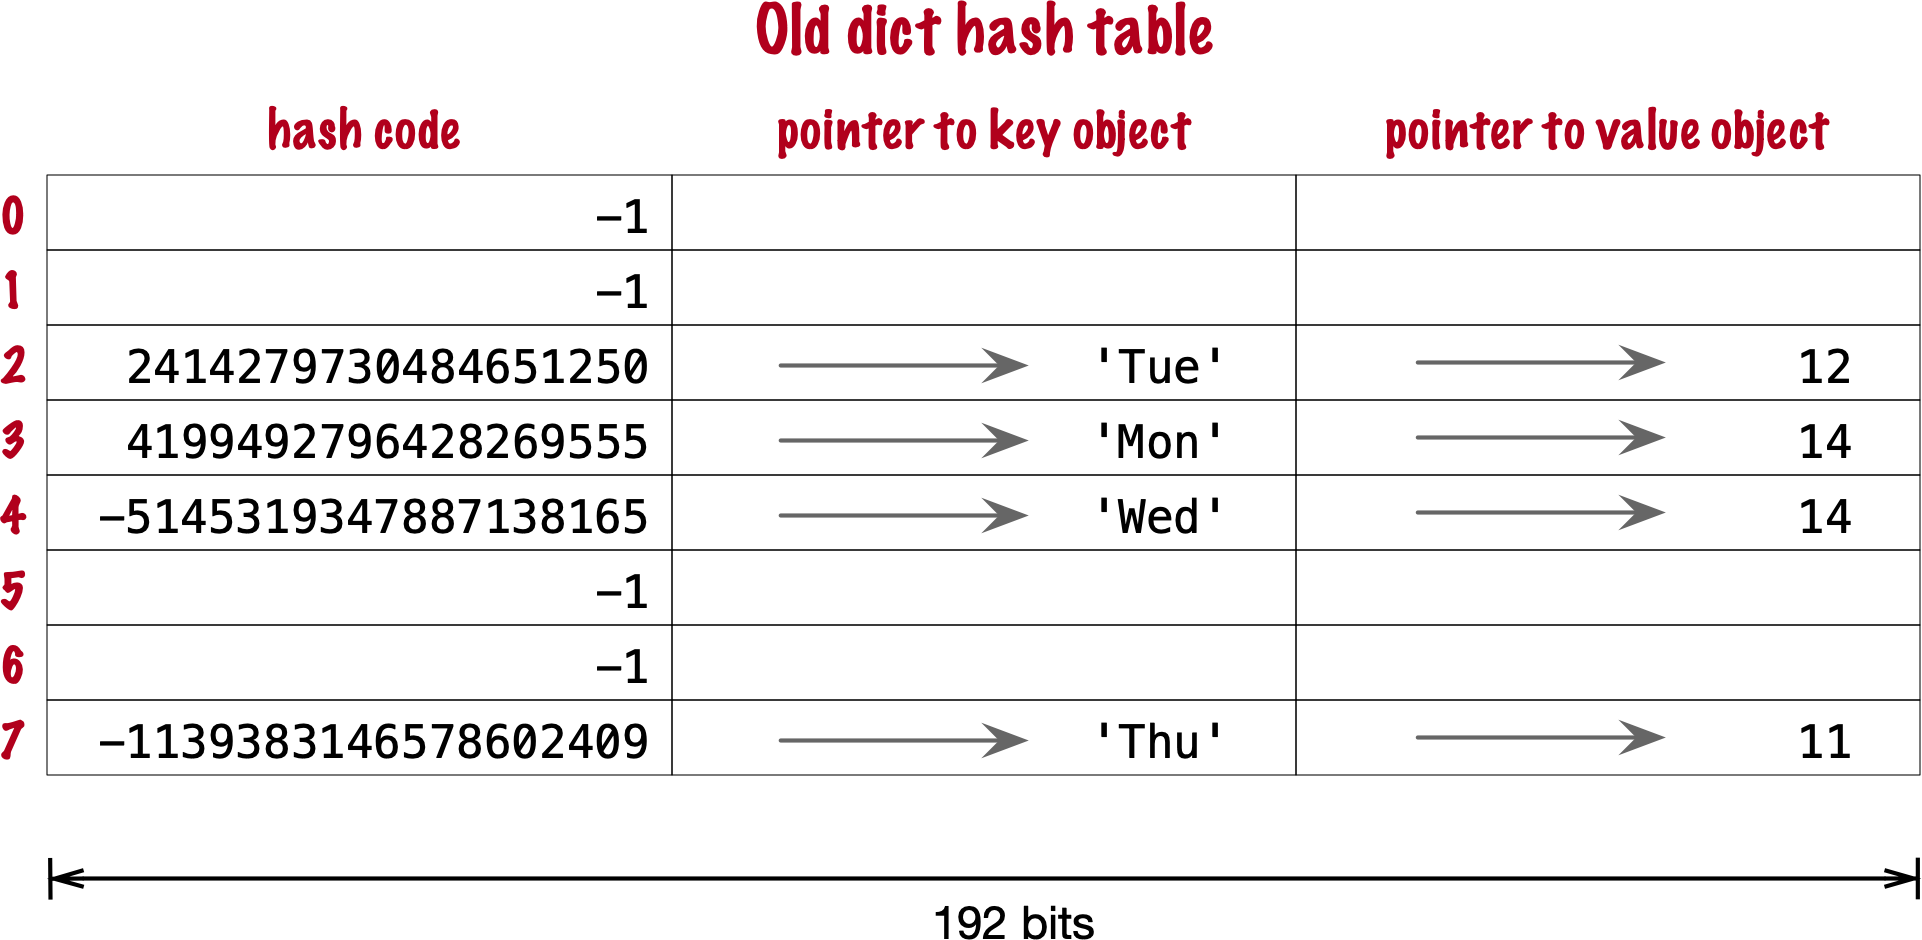 Old dict hash table
hash code pointer to key object pointer to value object
0 -1
1 -1
2 2414279730484651250 'Tue' 12
3 4199492796428269555 'Mon' 14
4 -5145319347887138165 'Wed' 14
5 -1
6 -1
7 -1139383146578602409 'Thu' 11
192 bits